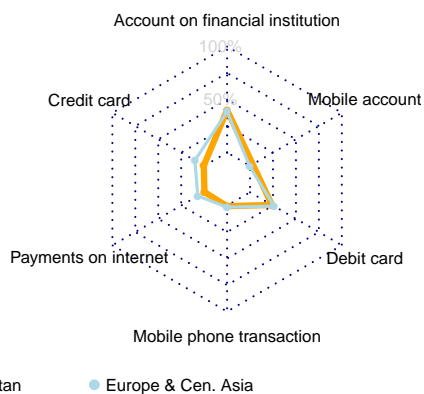 Account on financial institution
100%
50%
Credit card
Mobile account
Payments on internet
Debit card
Mobile phone transaction
tan
Europe & Cen. Asia